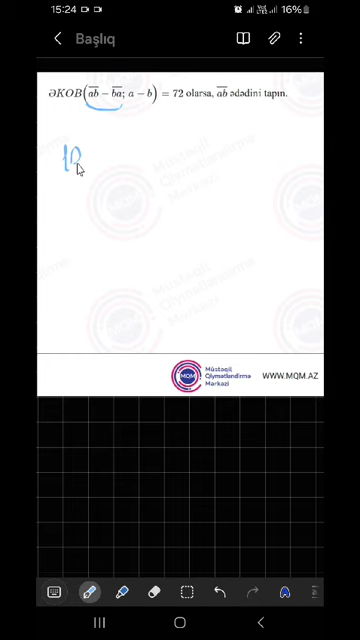 15:24
16%
Başlıq
ƏKOB(ab − ba; a − b) = 72 olarsa, ab ədədini tapın.
10
Müstəqil
Qiymətləndirmə
Mərkəzi
MQM
WWW.MQM.AZ
A